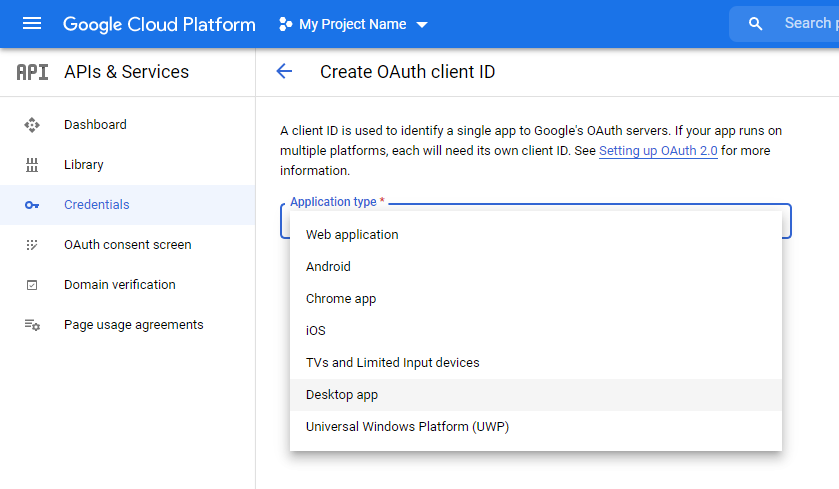 Google Cloud Platform
My Project Name
Search p
API
APIs & Services
Create OAuth client ID
Dashboard
Library
Credentials
OAuth consent screen
Domain verification
Page usage agreements
A client ID is used to identify a single app to Google's OAuth servers. If your app runs on
multiple platforms, each will need its own client ID. See Setting up OAuth 2.0 for more
information.
Application type *
Web application
Android
Chrome app
iOS
TVs and Limited Input devices
Desktop app
Universal Windows Platform (UWP)